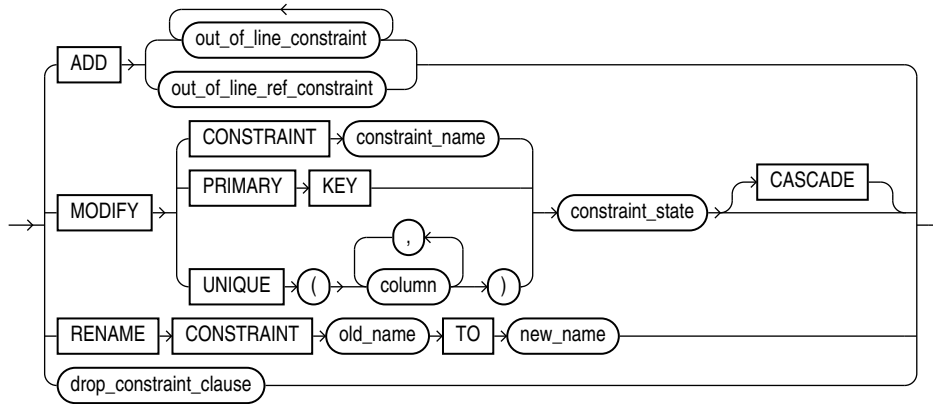 out_of_line_constraint
ADD
out_of_line_ref_constraint
CONSTRAINT constraint_name
PRIMARY KEY
CASCADE
MODIFY
constraint_state
,
UNIQUE ( column )
RENAME CONSTRAINT old_name TO new_name
drop_constraint_clause